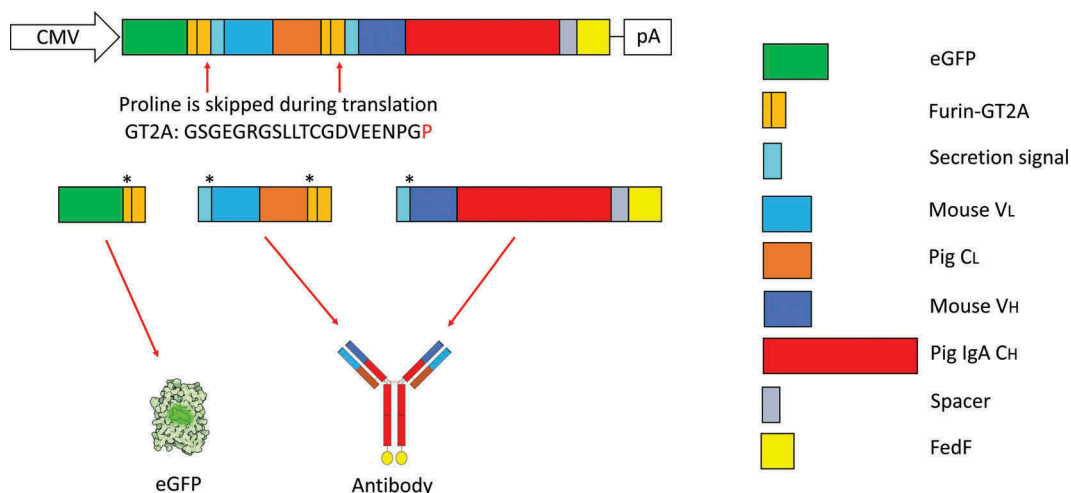 CMV
pA
Proline is skipped during translation
GT2A: GSGEGRGSLLTCGDVEENPGP
*
*
*
*
eGFP
Antibody
eGFP
Furin-GT2A
Secretion signal
Mouse VL
Pig CL
Mouse VH
Pig IgA CH
Spacer
FedF